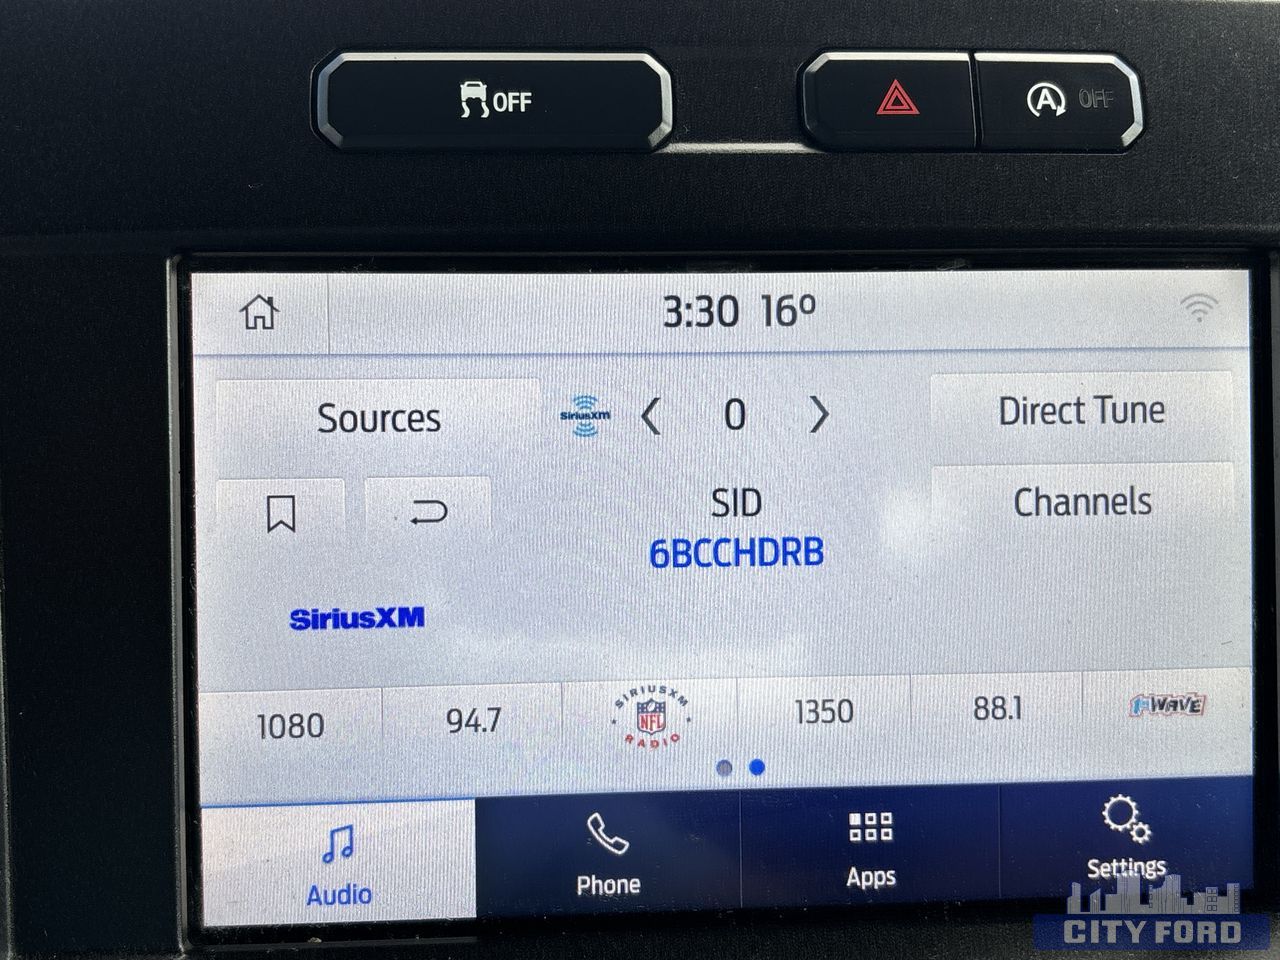 OFF
A OFF
3:30 16°
Sources
SiriusXM
0
Direct Tune
SID
Channels
6BCCHDRB
SiriusXM
1080
94.7
SIRIUSXM
NFL
RADIO
1350
88.1
1st WAVE
Audio
Phone
Apps
Settings
CITY FORD